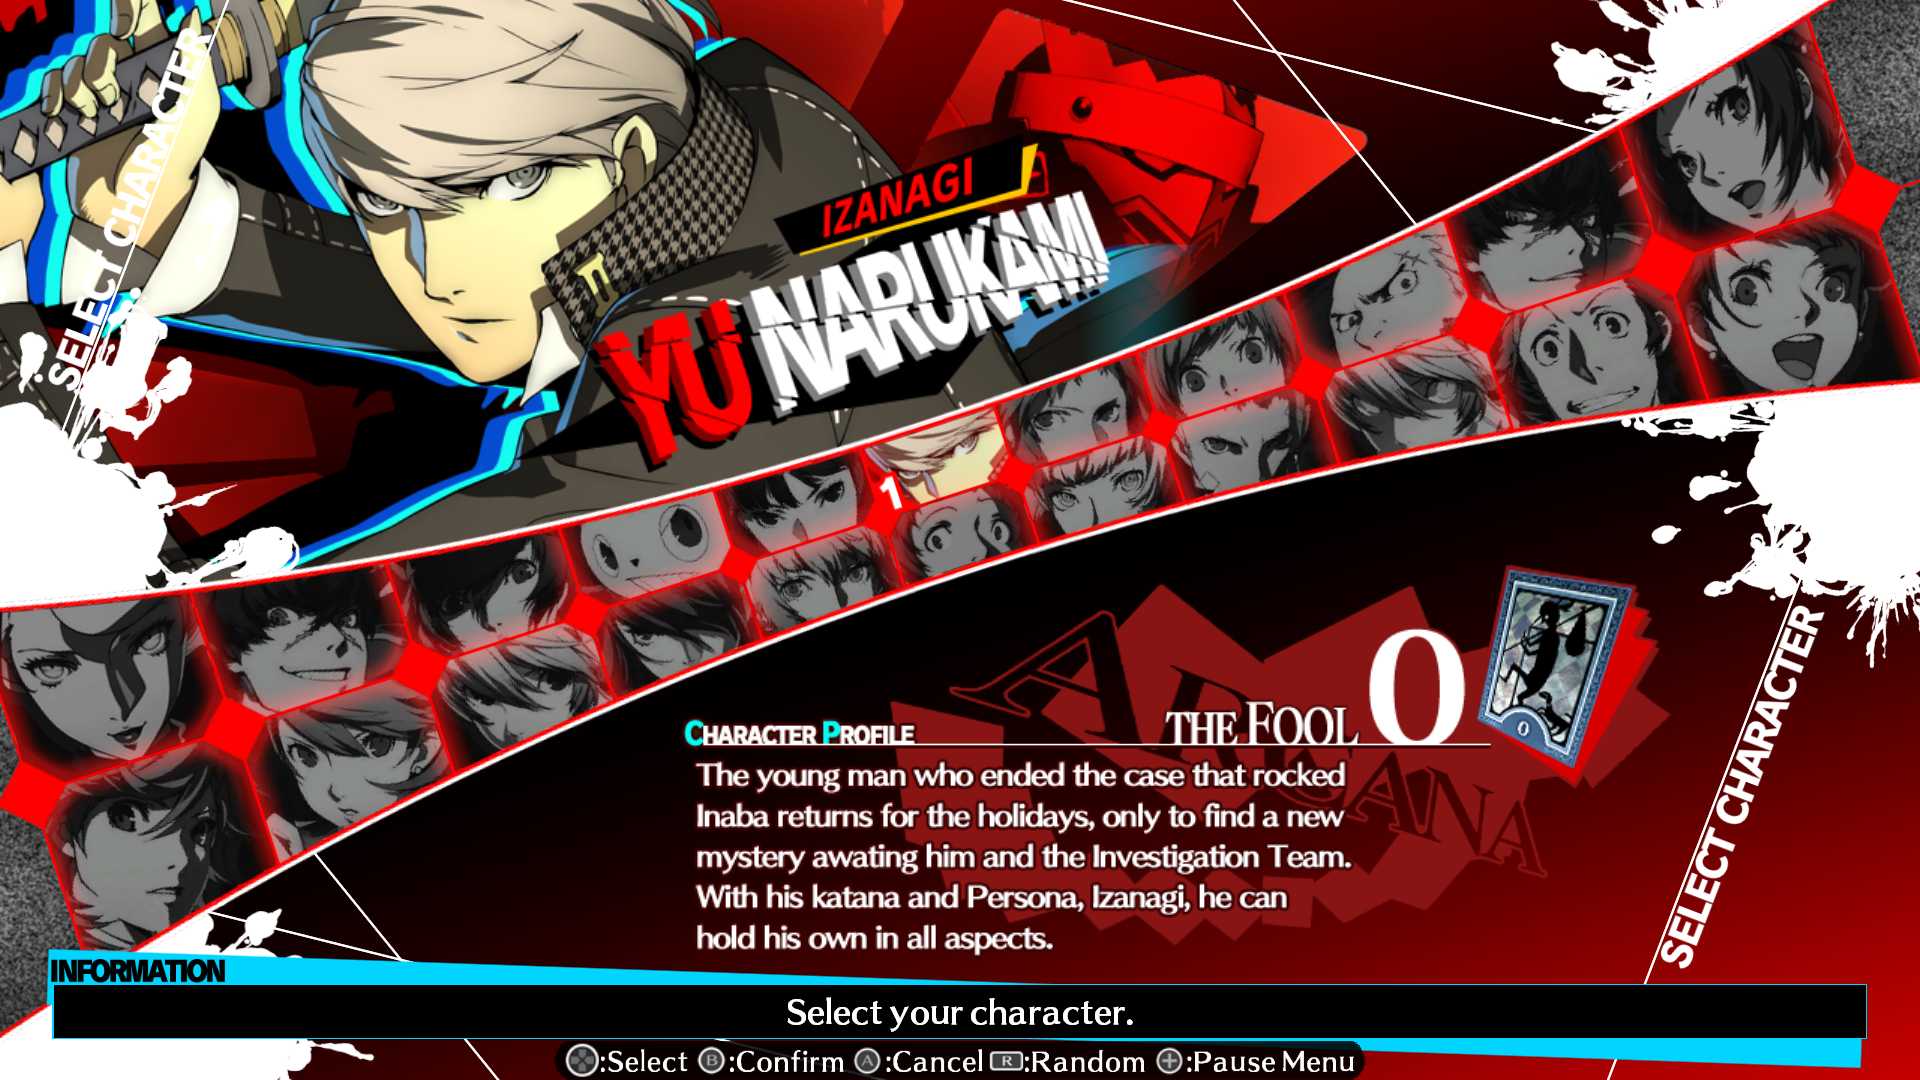 SELECT CHARACTER
IZANAGI
YU NARUKAMI
1
ARCANA
THE FOOL 0
0
CHARACTER PROFILE
The young man who ended the case that rocked
Inaba returns for the holidays, only to find a new
mystery awating him and the Investigation Team.
With his katana and Persona, Izanagi, he can
hold his own in all aspects.
SELECT CHARACTER
INFORMATION
Select your character.
:Select B:Confirm A:Cancel R:Random +:Pause Menu